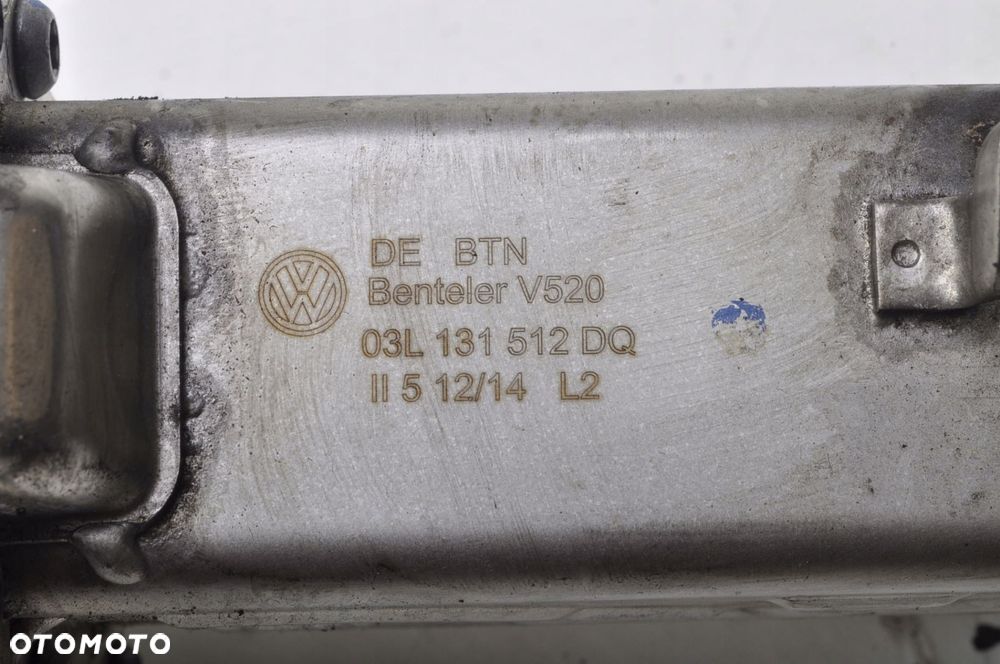 DE BTN
Benteler V520
03L 131 512 DQ
II 5 12/14 L2
OTOMOTO